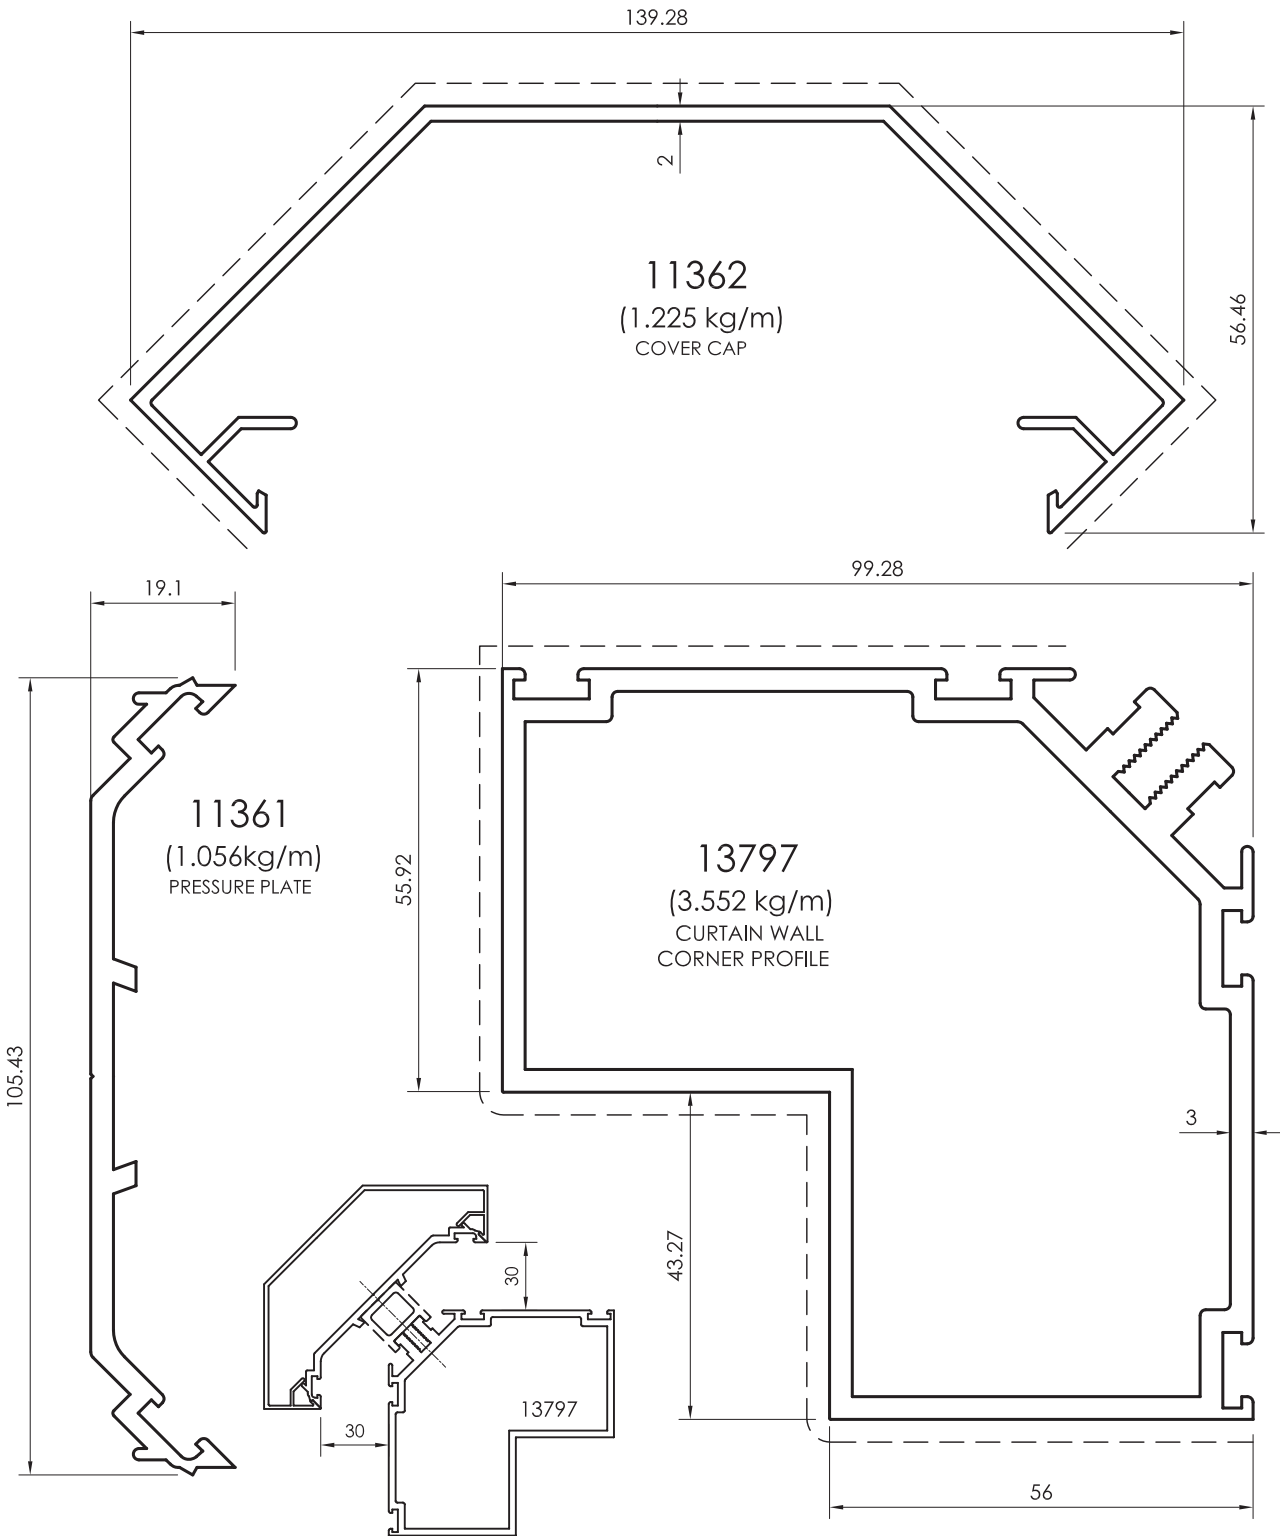 139.28
2
11362
(1.225 kg/m)
COVER CAP
56.46
19.1
99.28
11361
(1.056kg/m)
PRESSURE PLATE
55.92
13797
(3.552 kg/m)
CURTAIN WALL
CORNER PROFILE
105.43
3
43.27
30
13797
30
56